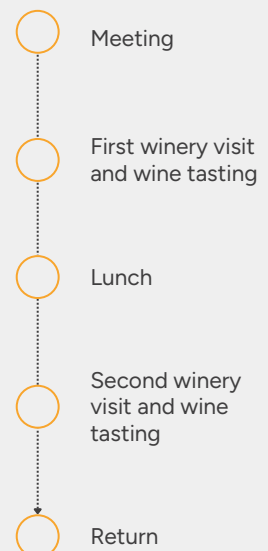 Meeting
First winery visit
and wine tasting
Lunch
Second winery
visit and wine
tasting
Return